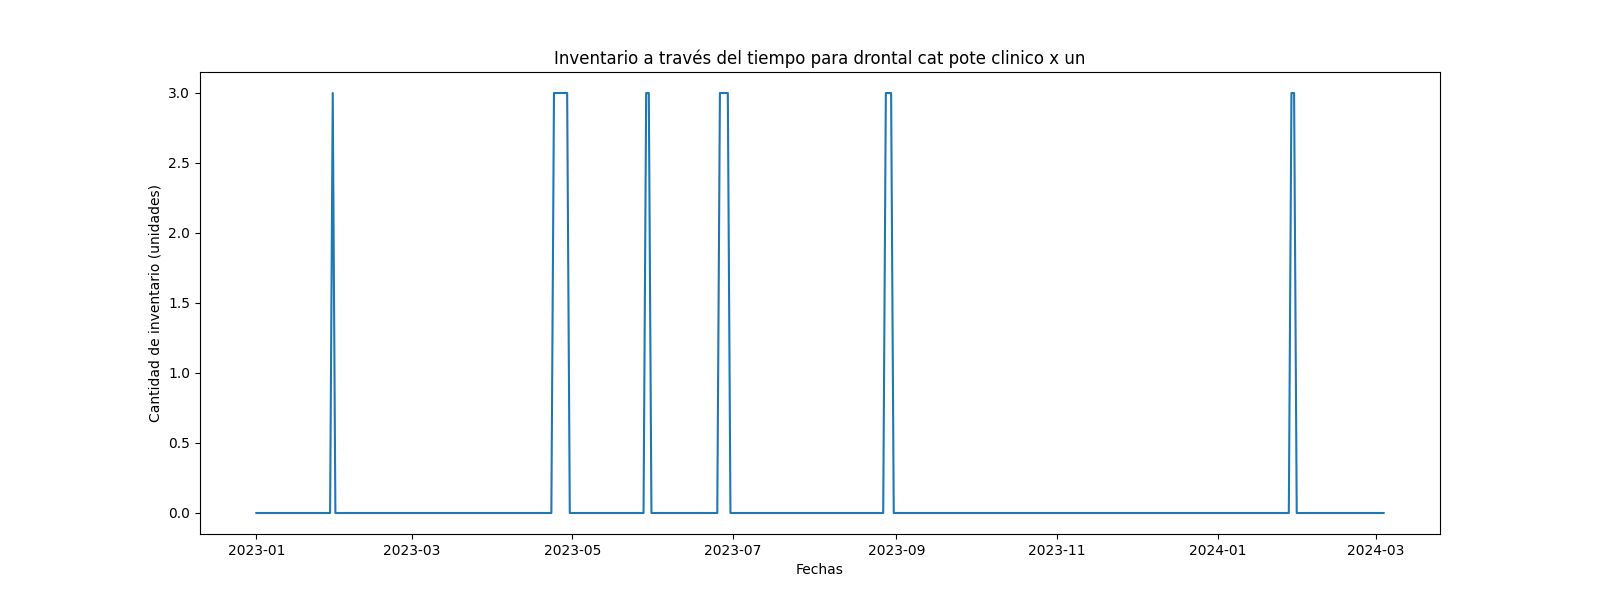 Inventario a través del tiempo para drontal cat pote clinico x un
3.0
2.5
2.0
1.5
1.0
0.5
0.0
Cantidad de inventario (unidades)
2023-01 2023-03 2023-05 2023-07 2023-09 2023-11 2024-01 2024-03
Fechas